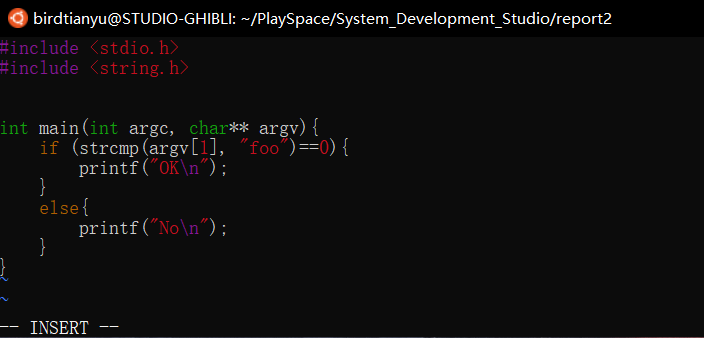 birdtianyu@STUDIO-GHIBLI: ~/PlaySpace/System_Development_Studio/report2
#include <stdio.h>
#include <string.h>
int main(int argc, char** argv){
    if (strcmp(argv[1], "foo")==0){
        printf("OK\n");
    }
    else{
        printf("No\n");
    }
}
~
~
-- INSERT --